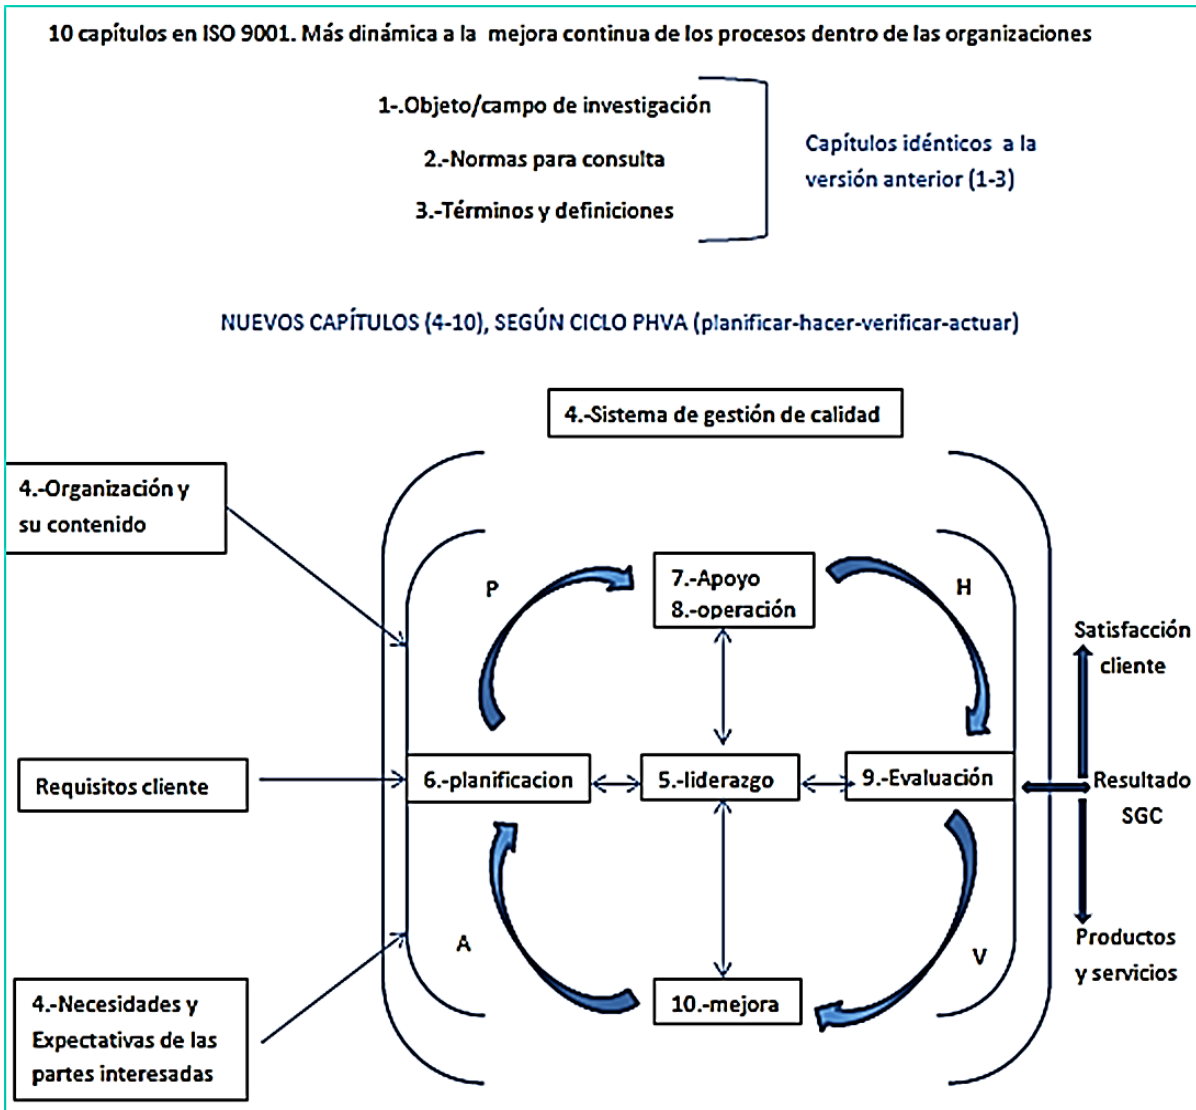 10 capítulos en ISO 9001. Más dinámica a la mejora continua de los procesos dentro de las organizaciones
1-.Objeto/campo de investigación
2.-Normas para consulta
3.-Términos y definiciones
Capítulos idénticos a la
versión anterior (1-3)
NUEVOS CAPÍTULOS (4-10), SEGÚN CICLO PHVA (planificar-hacer-verificar-actuar)
4.-Sistema de gestión de calidad
4.-Organización y
su contenido
P
7.-Apoyo
8.-operación
H
Satisfacción
cliente
Requisitos cliente
6.-planificacion
5.-liderazgo
9.-Evaluación
Resultado
SGC
A
V
Productos
y servicios
4.-Necesidades y
Expectativas de las
partes interesadas
10.-mejora